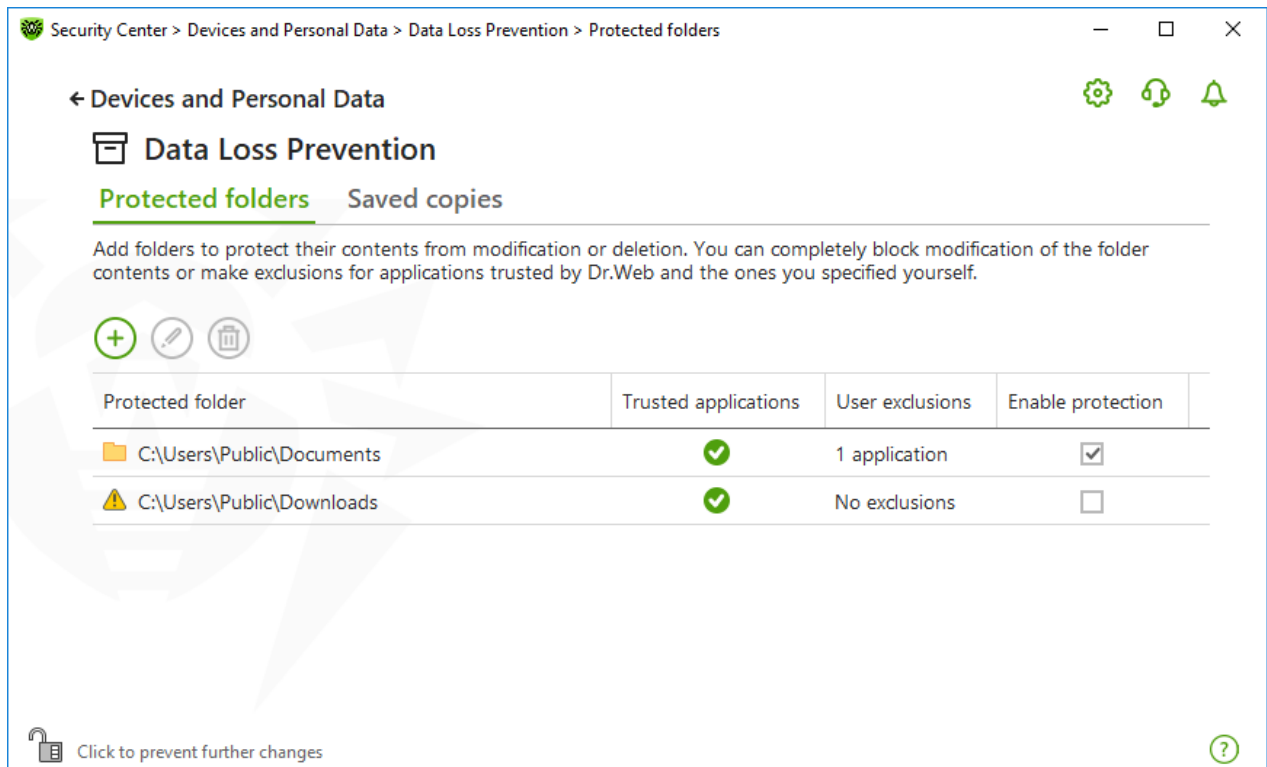 Security Center > Devices and Personal Data > Data Loss Prevention > Protected folders
Devices and Personal Data
Data Loss Prevention
Protected folders Saved copies
Add folders to protect their contents from modification or deletion. You can completely block modification of the folder
contents or make exclusions for applications trusted by Dr.Web and the ones you specified yourself.
Protected folder Trusted applications User exclusions Enable protection
C:\Users\Public\Documents 1 application
C:\Users\Public\Downloads No exclusions
Click to prevent further changes